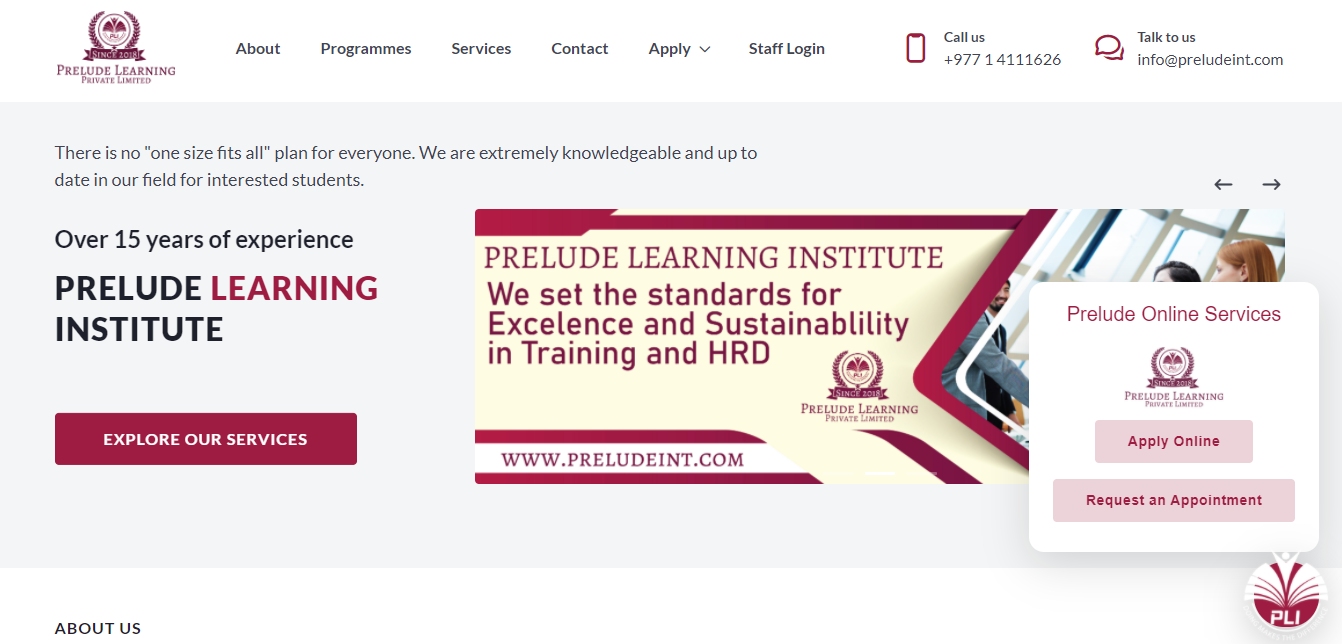 PLI
SINCE 2018
PRELUDE LEARNING
PRIVATE LIMITED
About
Programmes
Services
Contact
Apply
Staff Login
Call us
+977 1 4111626
Talk to us
info@preludeint.com
There is no "one size fits all" plan for everyone. We are extremely knowledgeable and up to
date in our field for interested students.
Over 15 years of experience
PRELUDE LEARNING
INSTITUTE
EXPLORE OUR SERVICES
PRELUDE LEARNING INSTITUTE
We set the standards for
Excelence and Sustainablility
in Training and HRD
PLI
SINCE 2018
PRELUDE LEARNING
PRIVATE LIMITED
WWW.PRELUDEINT.COM
Prelude Online Services
PLI
SINCE 2018
PRELUDE LEARNING
PRIVATE LIMITED
Apply Online
Request an Appointment
PLI
ABOUT US